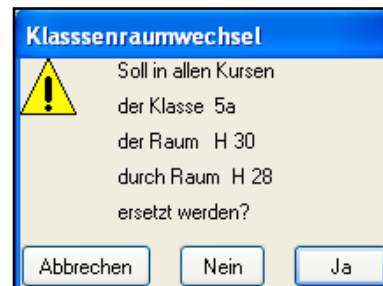 Klasssenraumwechsel
Soll in allen Kursen
der Klasse 5a
der Raum H 30
durch Raum H 28
ersetzt werden?
Abbrechen Nein Ja